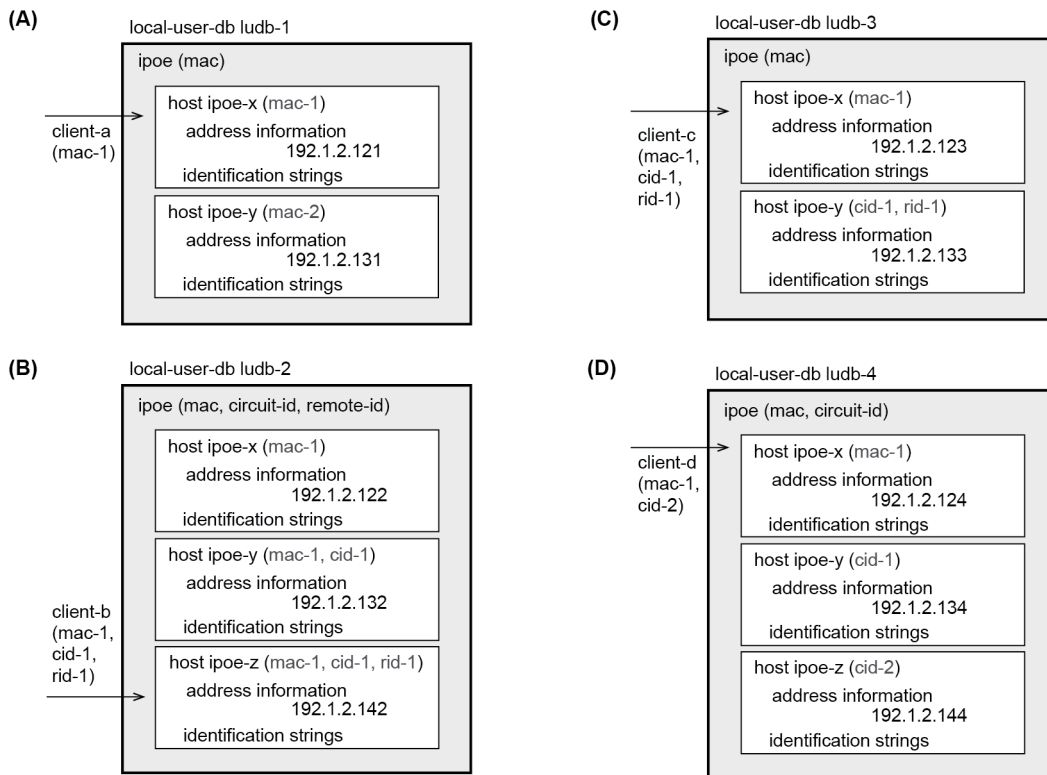 (A)
local-user-db ludb-1
ipoe (mac)
host ipoe-x (mac-1)
address information
192.1.2.121
identification strings
client-a
(mac-1)
host ipoe-y (mac-2)
address information
192.1.2.131
identification strings
(B)
local-user-db ludb-2
ipoe (mac, circuit-id, remote-id)
host ipoe-x (mac-1)
address information
192.1.2.122
identification strings
host ipoe-y (mac-1, cid-1)
address information
192.1.2.132
identification strings
client-b
(mac-1,
cid-1,
rid-1)
host ipoe-z (mac-1, cid-1, rid-1)
address information
192.1.2.142
identification strings
(C)
local-user-db ludb-3
ipoe (mac)
host ipoe-x (mac-1)
address information
192.1.2.123
identification strings
client-c
(mac-1,
cid-1,
rid-1)
host ipoe-y (cid-1, rid-1)
address information
192.1.2.133
identification strings
(D)
local-user-db ludb-4
ipoe (mac, circuit-id)
host ipoe-x (mac-1)
address information
192.1.2.124
identification strings
client-d
(mac-1,
cid-2)
host ipoe-y (cid-1)
address information
192.1.2.134
identification strings
host ipoe-z (cid-2)
address information
192.1.2.144
identification strings